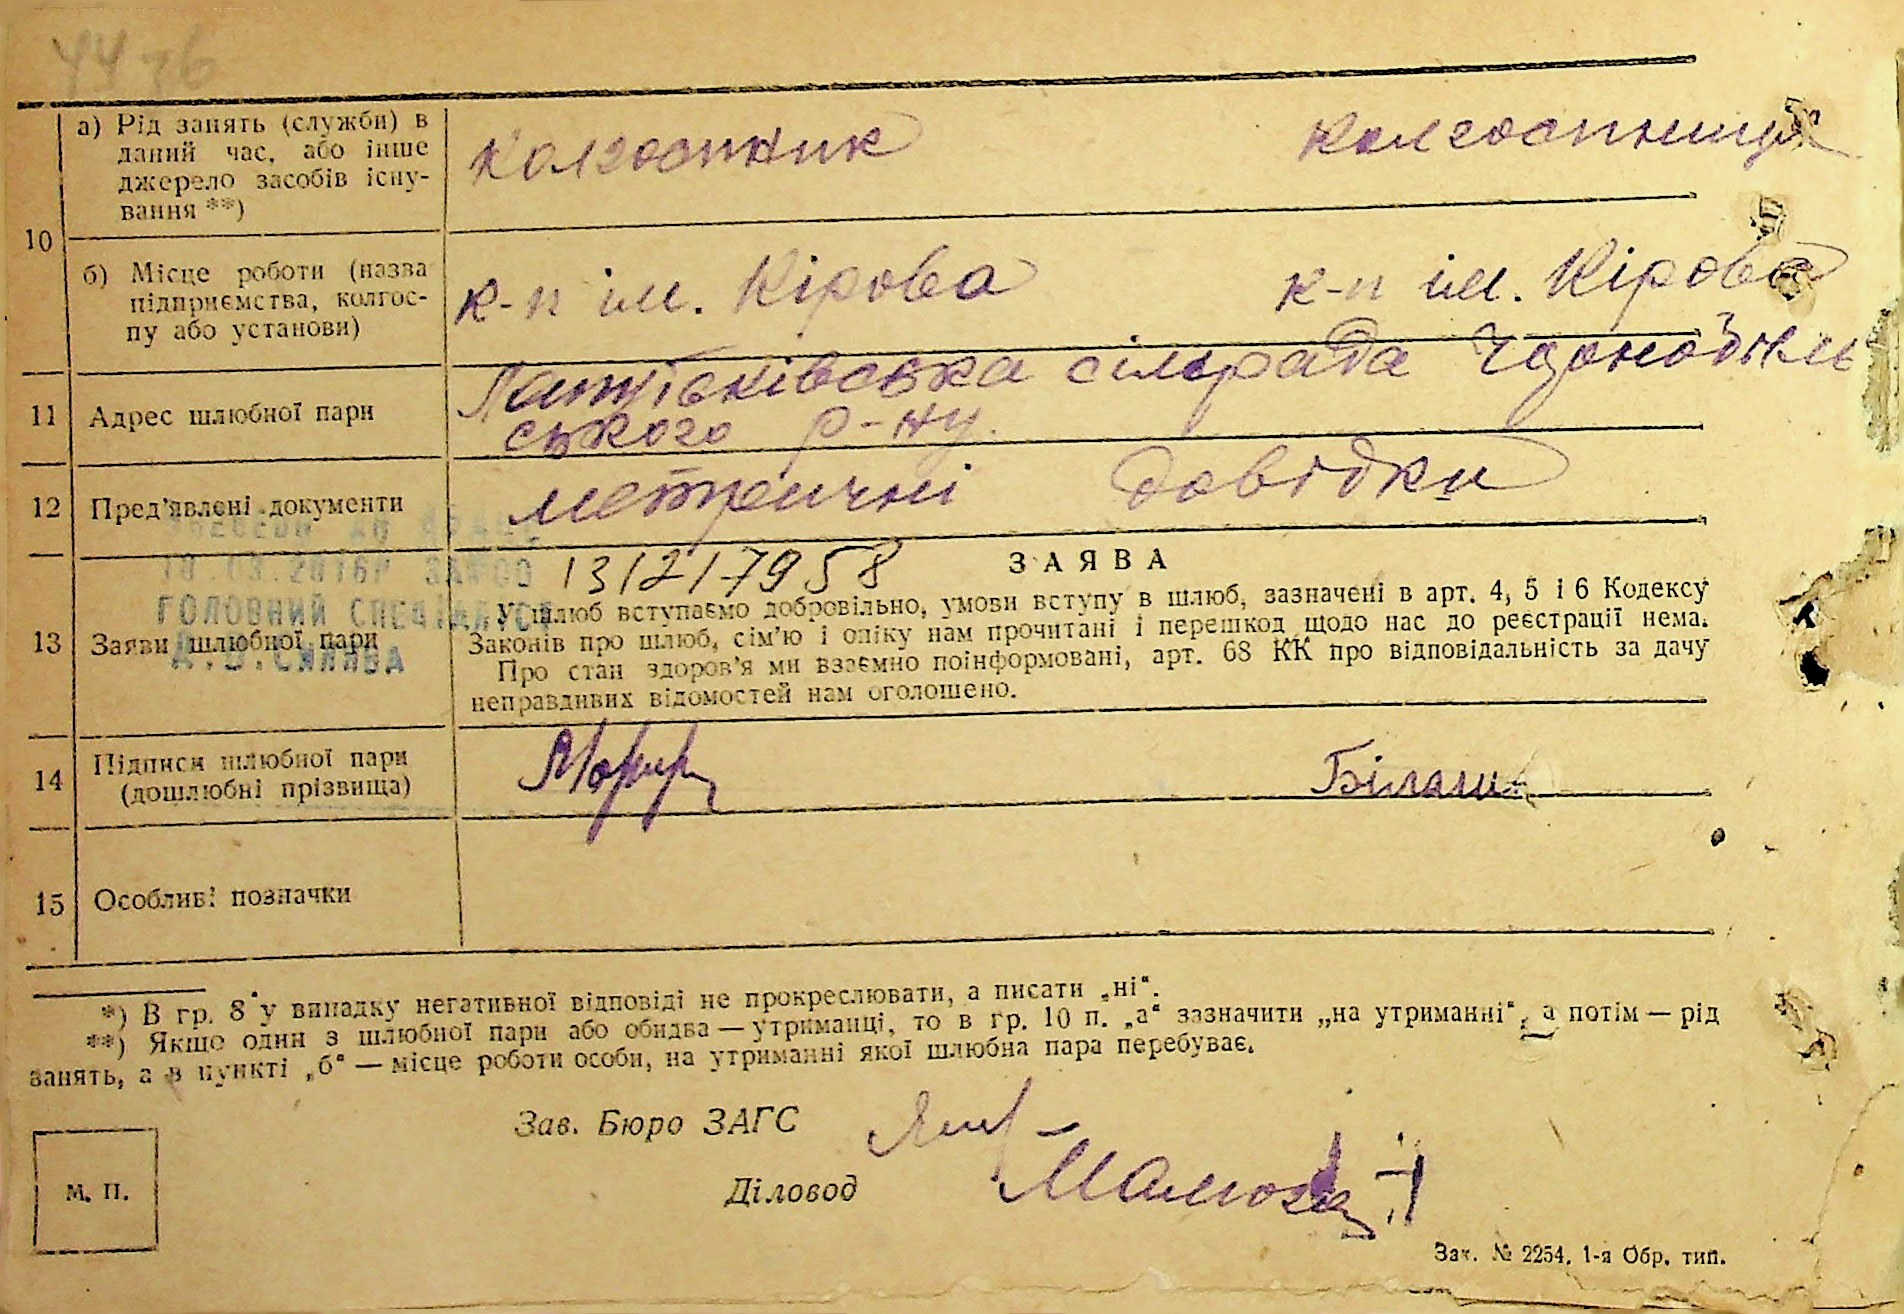 10
а) Рід занять (служби) в
даний час, або інше
джерело засобів існу-
вання **)
колгоспник колгоспниця
б) Місце роботи (назва
підприємства, колгос-
пу або установи)
к-п ім. Кірова к-п ім. Кірова
11 Адрес шлюбної пари
сільрада
ського р-ну.
12 Пред'явлені документи
метричні довідки
13 Заяви шлюбної пари
ГОЛОВНИЙ СПЕЦІАЛІСТ
131217958
ЗАЯВА
У шлюб вступаємо добровільно, умови вступу в шлюб, зазначені в арт. 4, 5 і 6 Кодексу
Законів про шлюб, сім'ю і опіку нам прочитані і перешкод щодо нас до реєстрації нема.
Про стан здоров'я ми взаємно поінформовані, арт. 68 КК про відповідальність за дачу
неправдивих відомостей нам оголошено.
14 Підписи шлюбної пари
(дошлюбні прізвища)
15 Особливі позначки
*) В гр. 8 у випадку негативної відповіді не прокреслювати, а писати „ні“.
**) Якщо один з шлюбної пари або обидва — утриманці, то в гр. 10 п. „а“ зазначити „на утриманні“, а потім — рід
занять, а в пункті „б“ — місце роботи особи, на утриманні якої шлюбна пара перебуває.
Зав. Бюро ЗАГС
Діловод
М. П.
Зак. № 2254. 1-я Обр. тип.